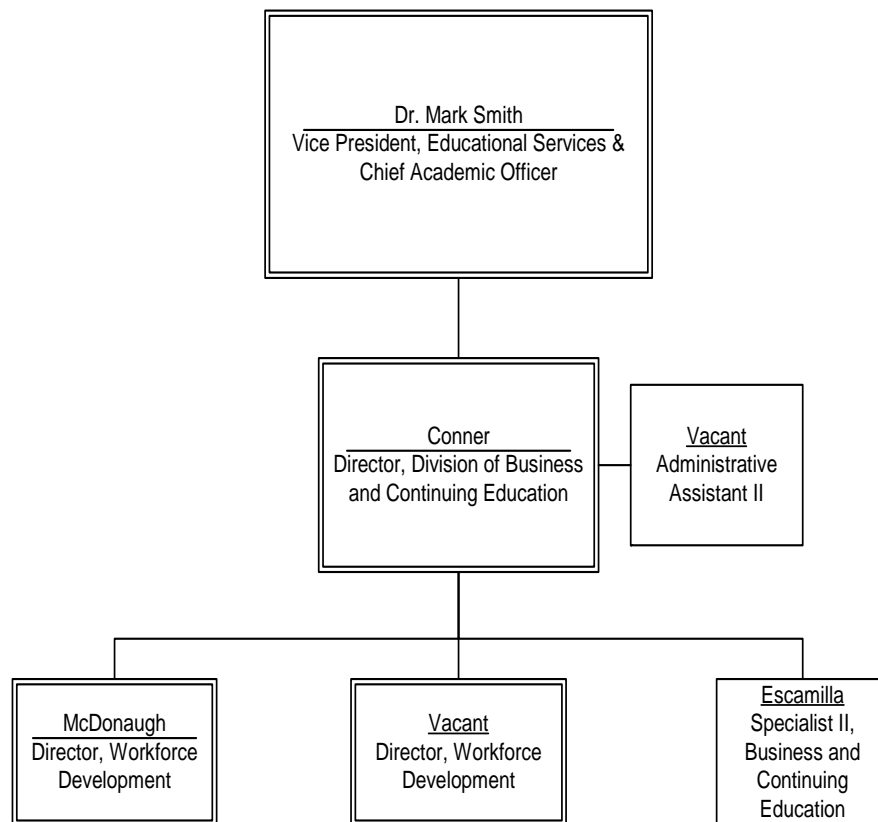 Dr. Mark Smith
Vice President, Educational Services &
Chief Academic Officer
Conner
Director, Division of Business
and Continuing Education
Vacant
Administrative
Assistant II
McDonaugh
Director, Workforce
Development
Vacant
Director, Workforce
Development
Escamilla
Specialist II,
Business and
Continuing
Education